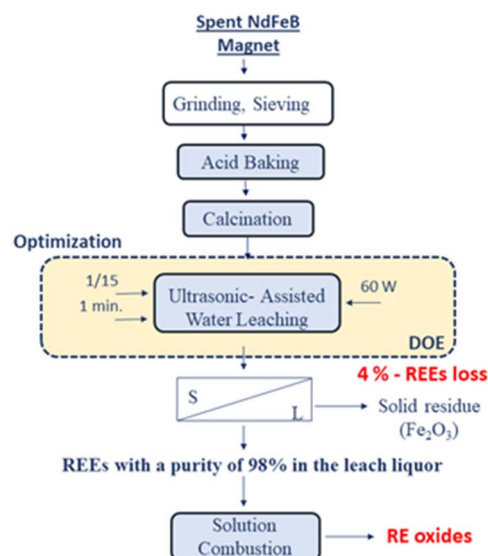 Spent NdFeB
Magnet
Grinding, Sieving
Acid Baking
Calcination
Optimization
1/15
1 min.
Ultrasonic- Assisted
Water Leaching
60 W
DOE
4 % - REEs loss
S
L
Solid residue
(Fe₂O₃)
REEs with a purity of 98% in the leach liquor
Solution
Combustion
RE oxides